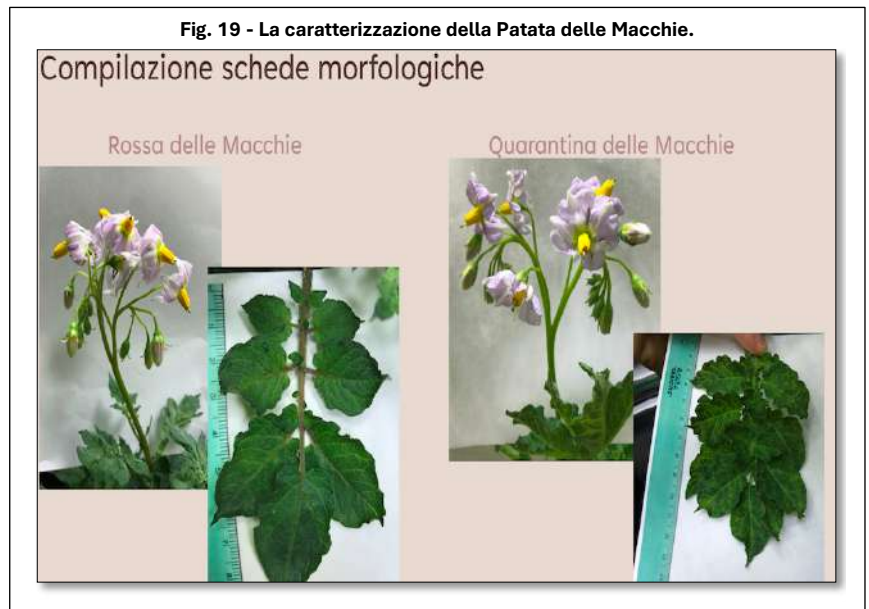 Fig. 19 - La caratterizzazione della Patata delle Macchie.
Compilazione schede morfologiche
Rossa delle Macchie
Quarantina delle Macchie